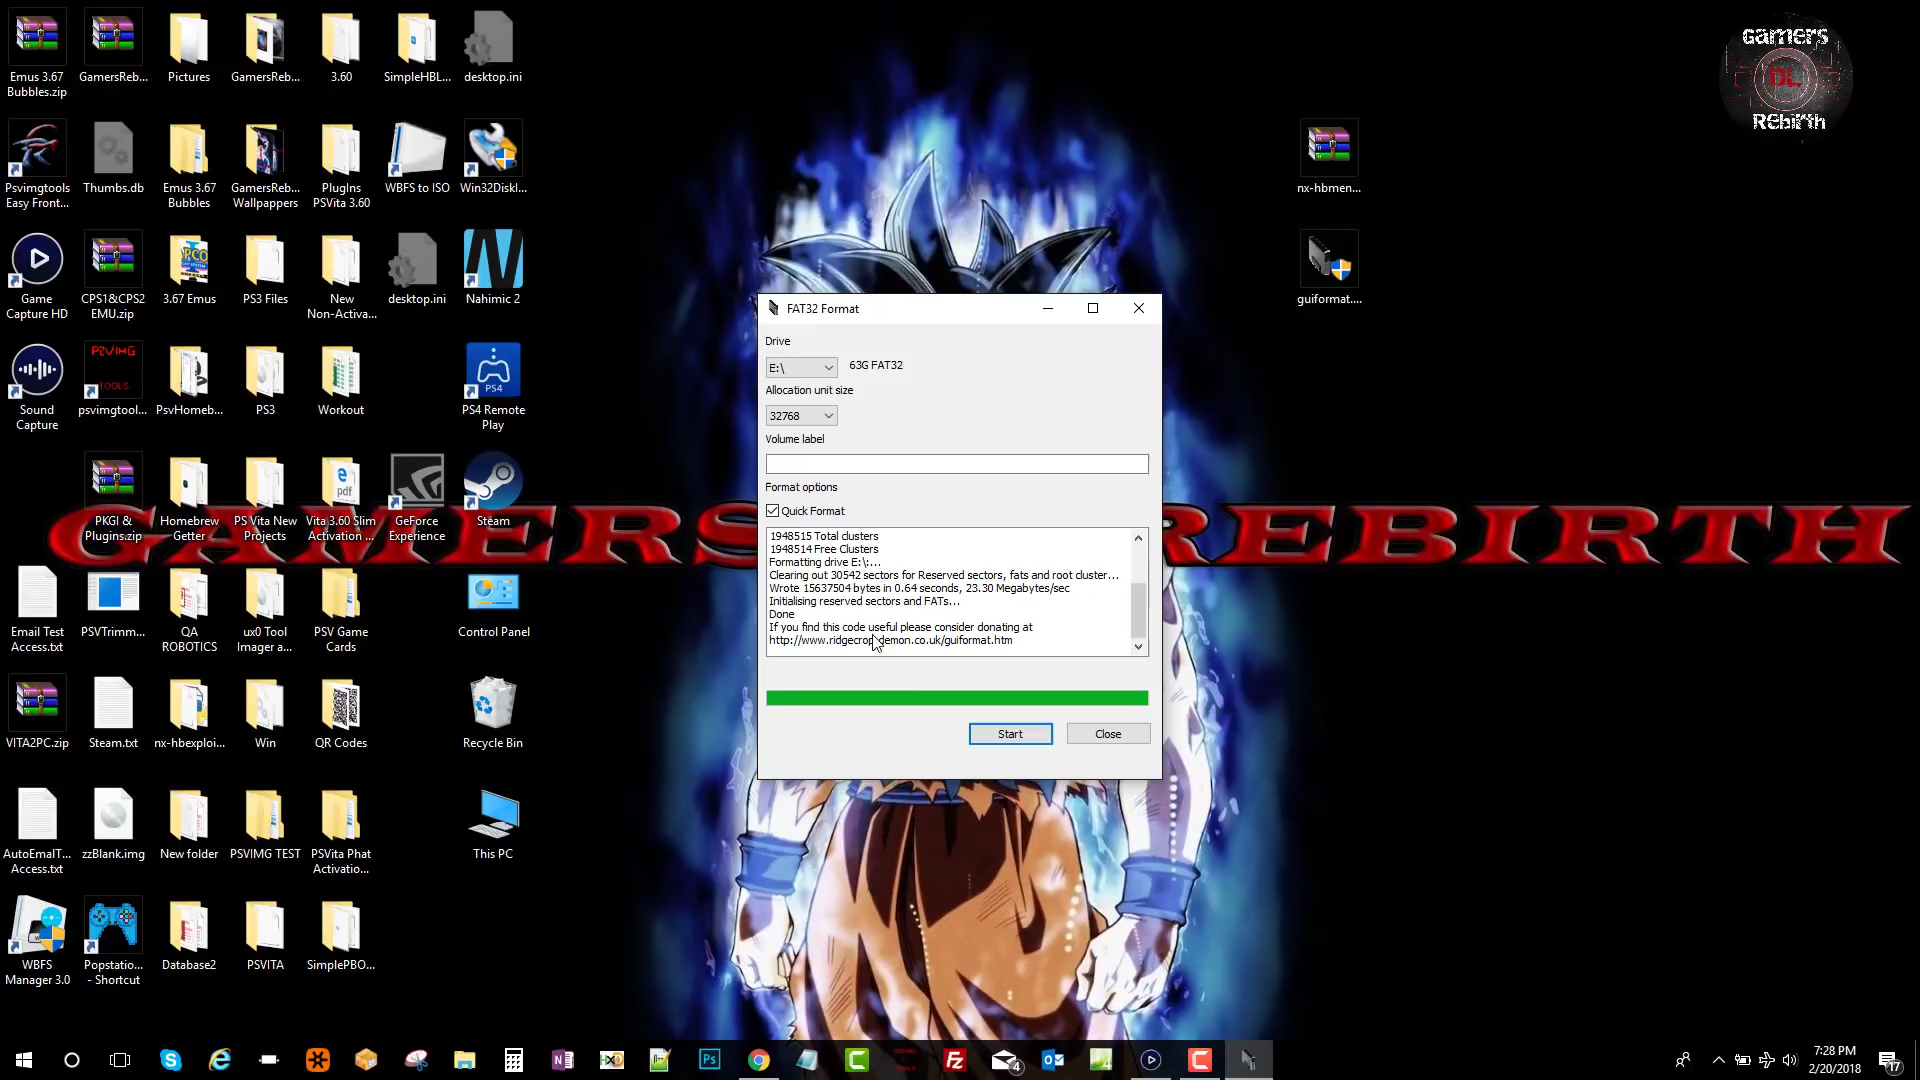 Emus 3.67
Bubbles.zip
GamersReb...
Pictures
GamersReb...
3.60
SimpleHBL...
desktop.ini
Psvimgtools
Easy Front...
Thumbs.db
Emus 3.67
Bubbles
GamersReb...
Wallpappers
PlugIns
PSVita 3.60
WBFS to ISO
Win32DiskI...
Game
Capture HD
CPS1&CPS2
EMU.zip
3.67 Emus
PS3 Files
New
Non-Activa...
desktop.ini
Nahimic 2
Sound
Capture
PSVIMG
TOOLS
psvimgtool...
PsvHomeb...
PS3
Workout
PS4
PS4 Remote
Play
PKGI &
Plugins.zip
Homebrew
Getter
PS Vita New
Projects
pdf
Vita 3.60 Slim
Activation ...
GeForce
Experience
Steam
Email Test
Access.txt
PSVTrimm...
QA
ROBOTICS
ux0 Tool
Imager a...
PSV Game
Cards
Control Panel
VITA2PC.zip
Steam.txt
nx-hbexploi...
Win
QR Codes
Recycle Bin
AutoEmalT...
Access.txt
zzBlank.img
New folder
PSVIMG TEST
PSVita Phat
Activatio...
This PC
WBFS
Manager 3.0
Popstatio...
- Shortcut
Database2
PSVITA
SimplePBO...
GAMERS REBIRTH
FAT32 Format
Drive
E:\
63G FAT32
Allocation unit size
32768
Volume label
Format options
Quick Format
1948515 Total clusters
1948514 Free Clusters
Formatting drive E:\:...
Clearing out 30542 sectors for Reserved sectors, fats and root cluster...
Wrote 15637504 bytes in 0.64 seconds, 23.30 Megabytes/sec
Initialising reserved sectors and FATs...
Done
If you find this code useful please consider donating at
demon.co.uk/guiformat.htm
Start
Close
nx-hbmen...
guiformat....
GAMERS
DL
REBIRTH
Ps
4
7:28 PM
2/20/2018
17